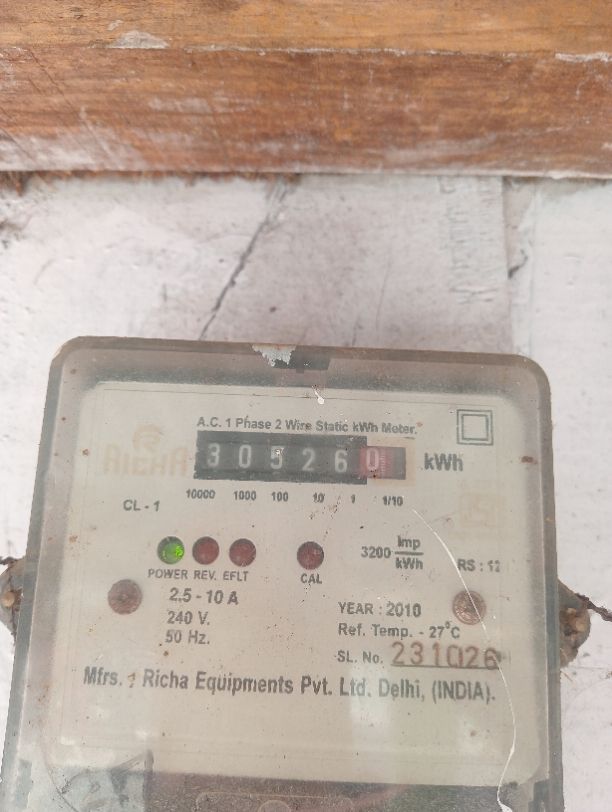 A.C. 1 Phase 2 Wire Static kWh Meter.
RICHA
305260 kWh
10000 1000 100 10 1 1/10
CL - 1
3200 Imp/kWh
RS : 12
POWER REV. EFLT CAL
2.5 - 10 A
240 V.
50 Hz.
YEAR : 2010
Ref. Temp. - 27°C
SL. No. 231026
Mfrs. : Richa Equipments Pvt. Ltd. Delhi, (INDIA).